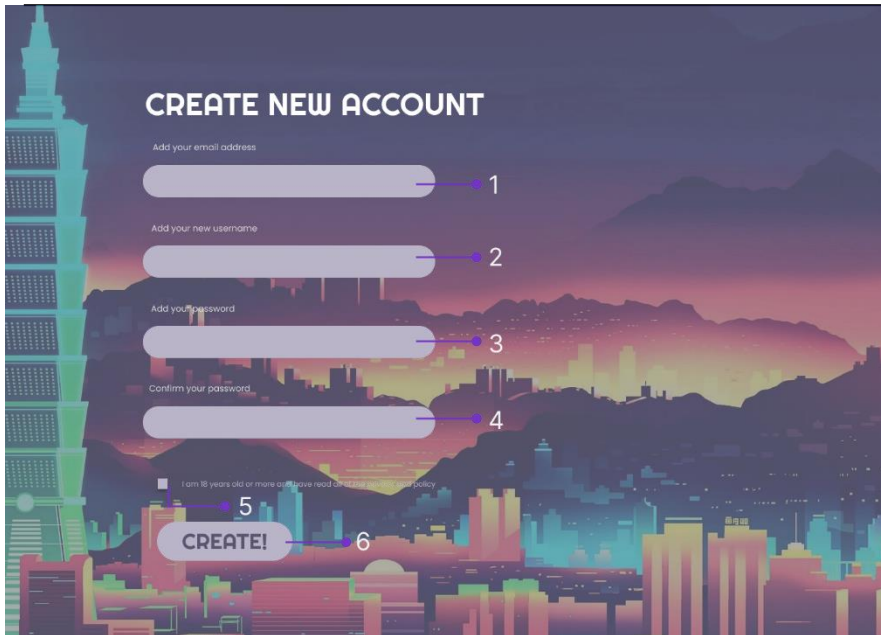 CREATE NEW ACCOUNT
Add your email address
1
Add your new username
2
Add your password
3
Confirm your password
4
I am 18 years old or more and have read all of the policy
5
CREATE!
6